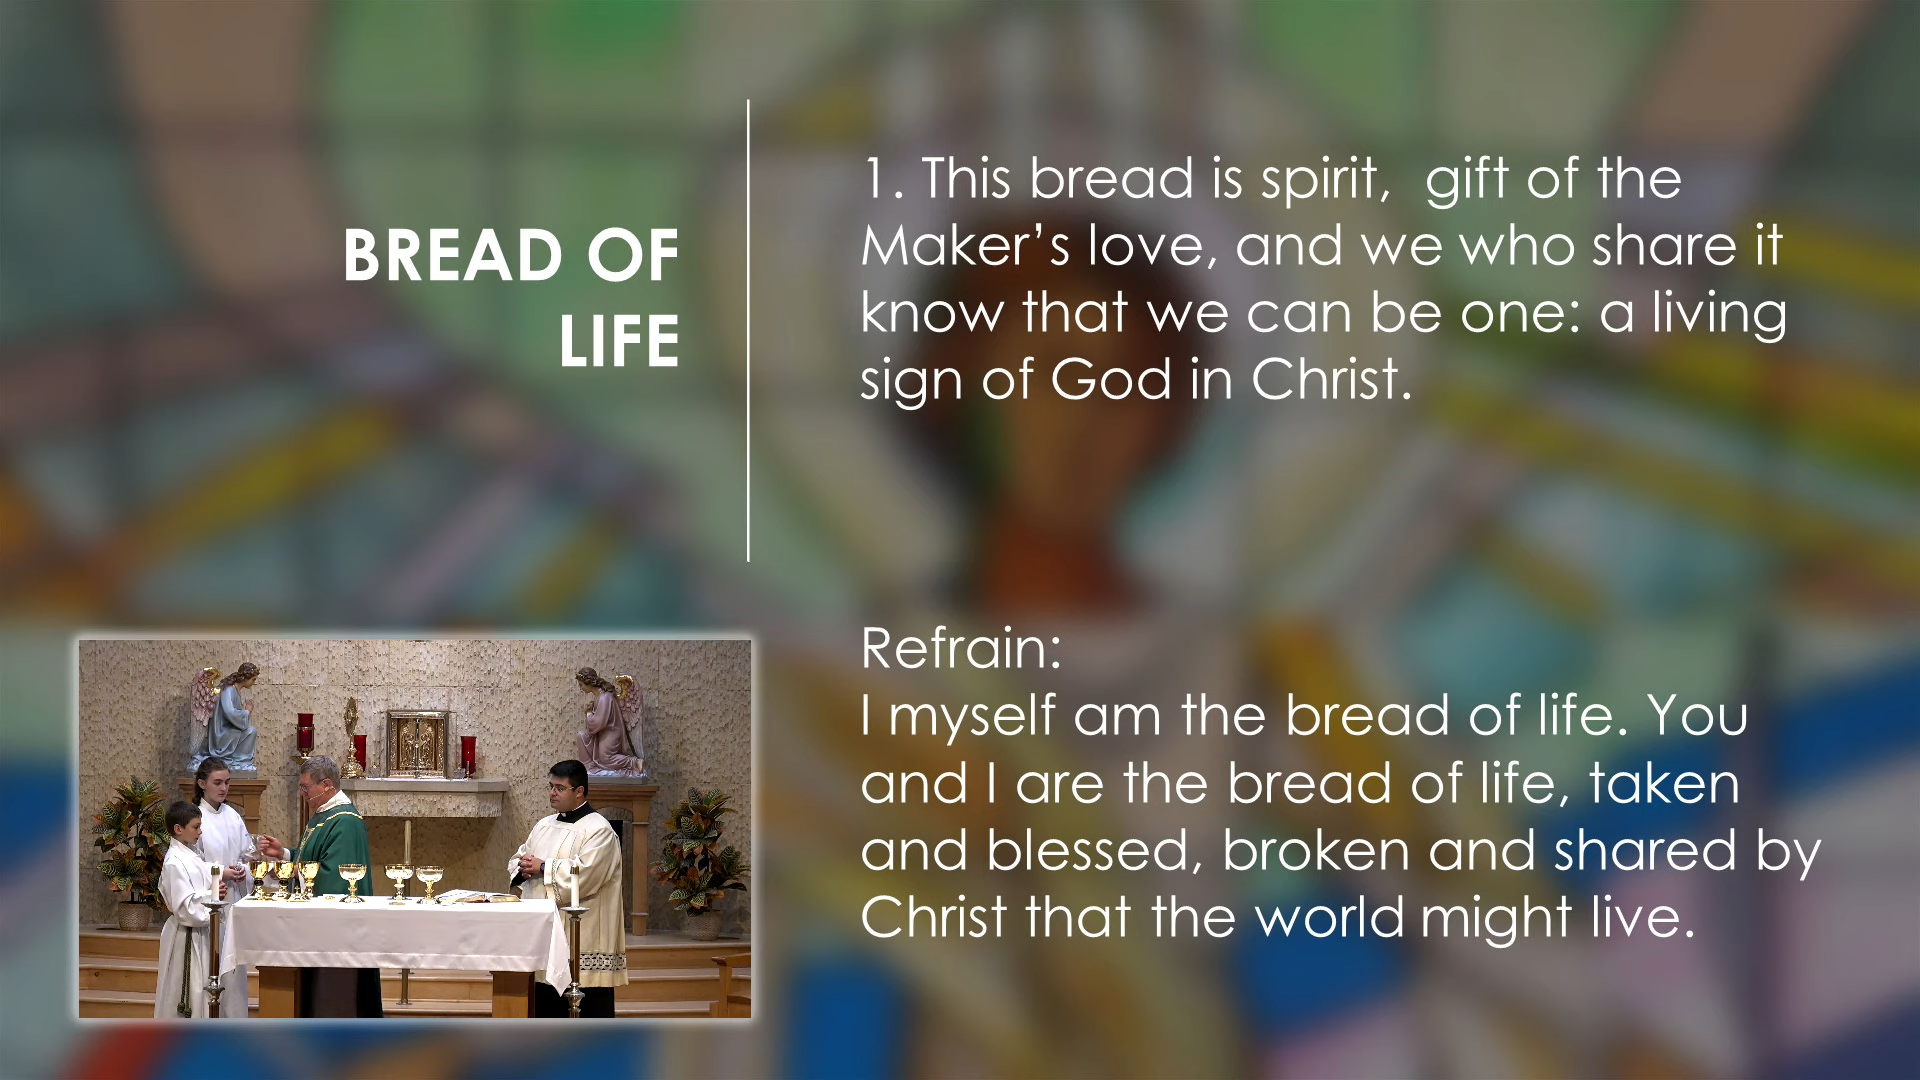 BREAD OF
LIFE
1. This bread is spirit,  gift of the
Maker’s love, and we who share it
know that we can be one: a living
sign of God in Christ.
Refrain:
I myself am the bread of life. You
and I are the bread of life, taken
and blessed, broken and shared by
Christ that the world might live.